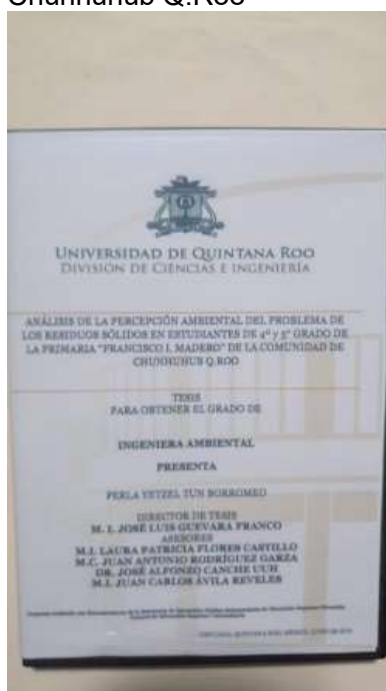 Chunhuhub Q.Roo
UNIVERSIDAD DE QUINTANA ROO
DIVISIÓN DE CIENCIAS E INGENIERÍA
ANÁLISIS DE LA PERCEPCIÓN AMBIENTAL DEL PROBLEMA DE
LOS RESIDUOS SÓLIDOS EN ESTUDIANTES DE 4º y 5º GRADO DE
LA PRIMARIA "FRANCISCO I. MADERO" DE LA COMUNIDAD DE
CHUNHUHUB Q.ROO
TESIS
PARA OBTENER EL GRADO DE
INGENIERA AMBIENTAL
PRESENTA
PERLA YETZEL TUN BORROMEO
DIRECTOR DE TESIS
M. I. JOSÉ LUIS GUEVARA FRANCO
ASESORES
M.I. LAURA PATRICIA FLORES CASTILLO
M.C. JUAN ANTONIO RODRÍGUEZ GARZA
DR. JOSÉ ALFONZO CANCHE UUH
M.I. JUAN CARLOS ÁVILA REVELES